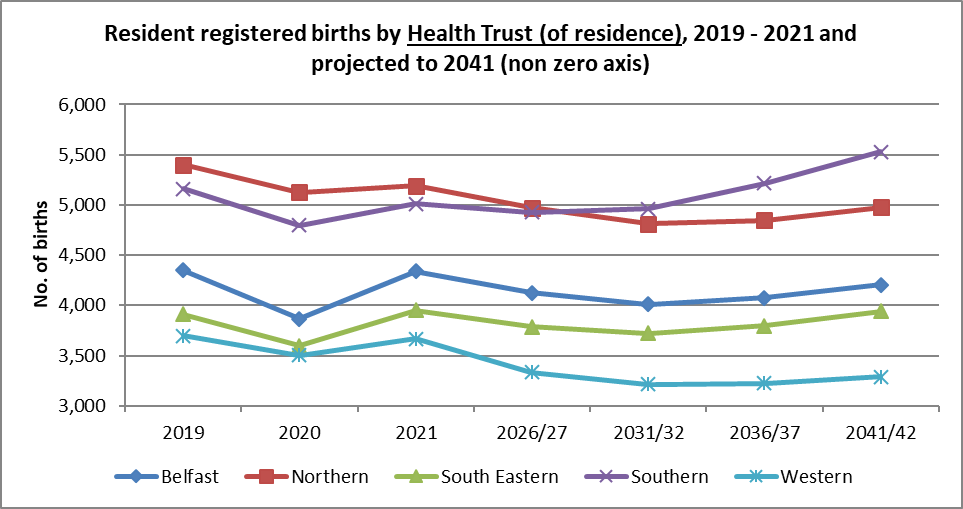 Resident registered births by Health Trust (of residence), 2019 - 2021 and
projected to 2041 (non zero axis)
No. of births
6,000
5,500
5,000
4,500
4,000
3,500
3,000
2019 2020 2021 2026/27 2031/32 2036/37 2041/42
Belfast Northern South Eastern Southern Western